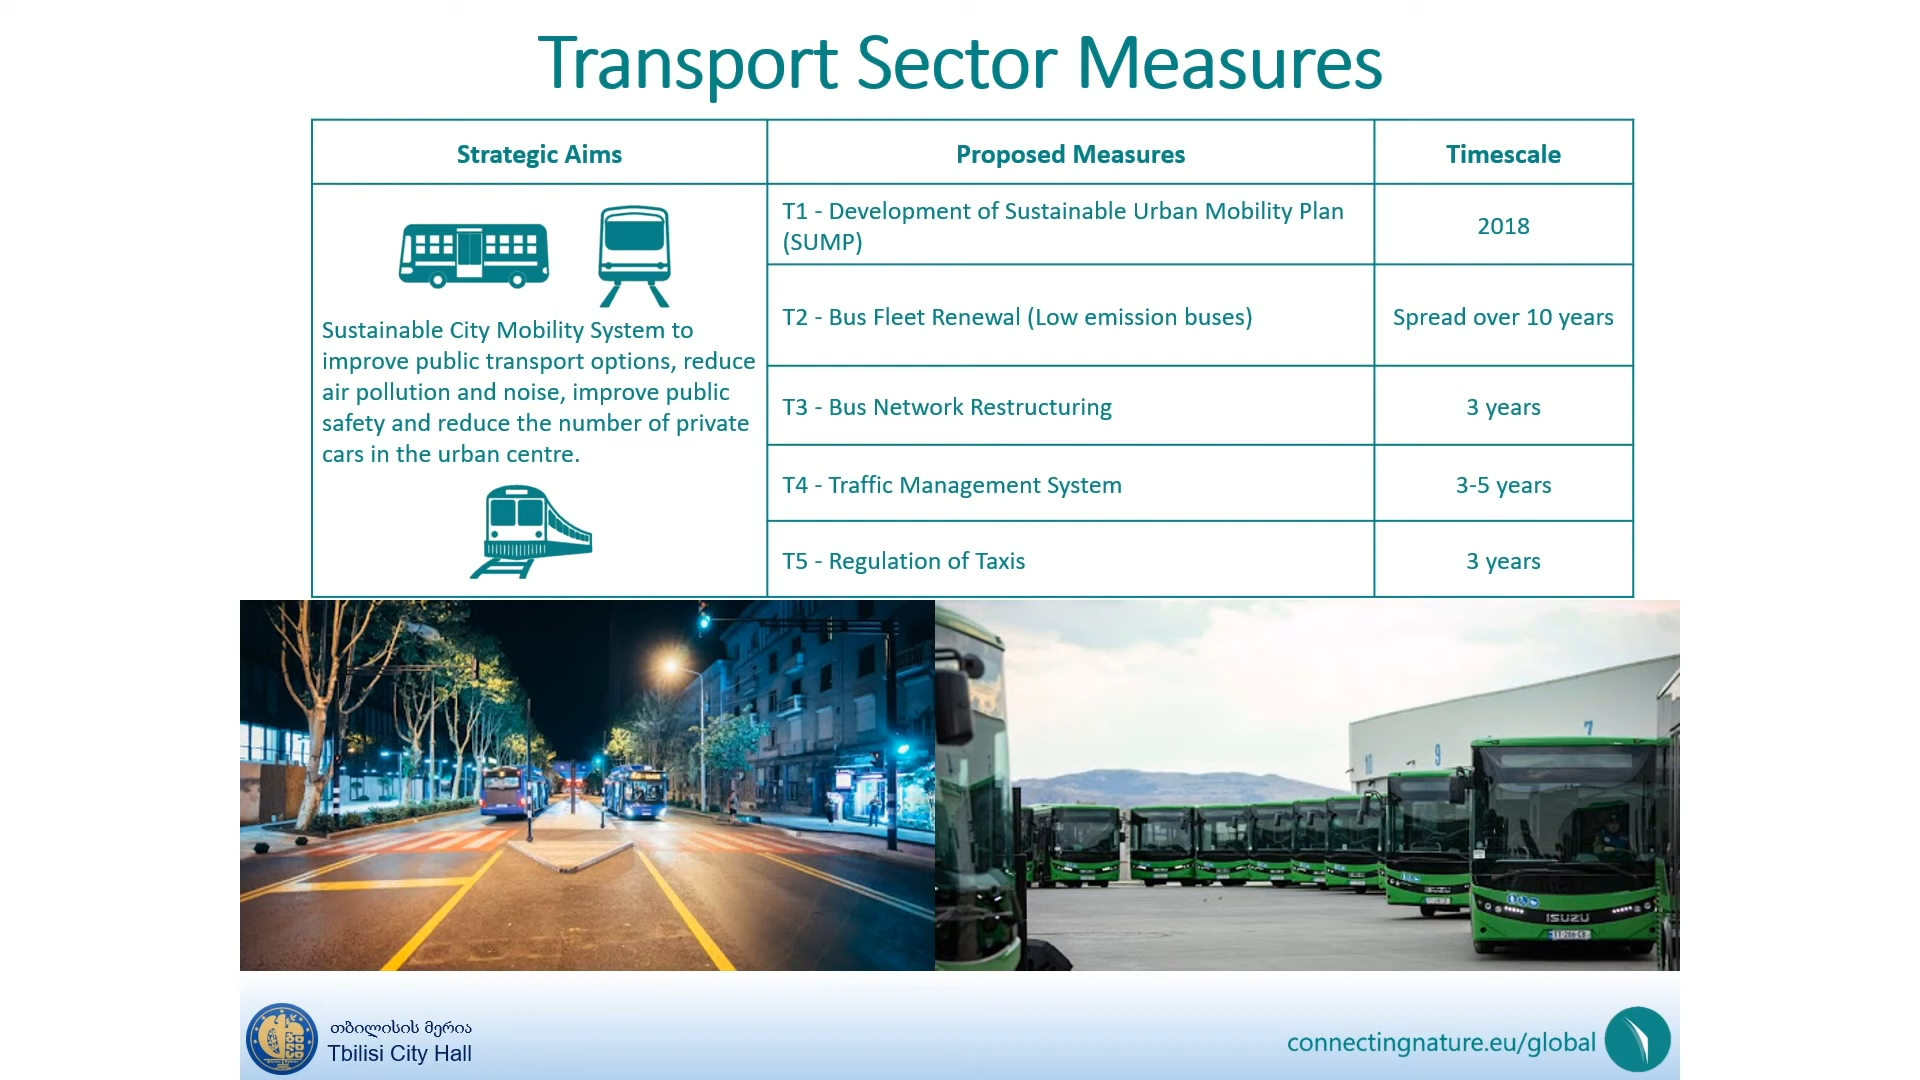 Transport Sector Measures
Strategic Aims
Proposed Measures
Timescale
Sustainable City Mobility System to
improve public transport options, reduce
air pollution and noise, improve public
safety and reduce the number of private
cars in the urban centre.
T1 - Development of Sustainable Urban Mobility Plan
(SUMP)
2018
T2 - Bus Fleet Renewal (Low emission buses)
Spread over 10 years
T3 - Bus Network Restructuring
3 years
T4 - Traffic Management System
3-5 years
T5 - Regulation of Taxis
3 years
10
9
7
ISUZU
თბილისის მერია
Tbilisi City Hall
connectingnature.eu/global